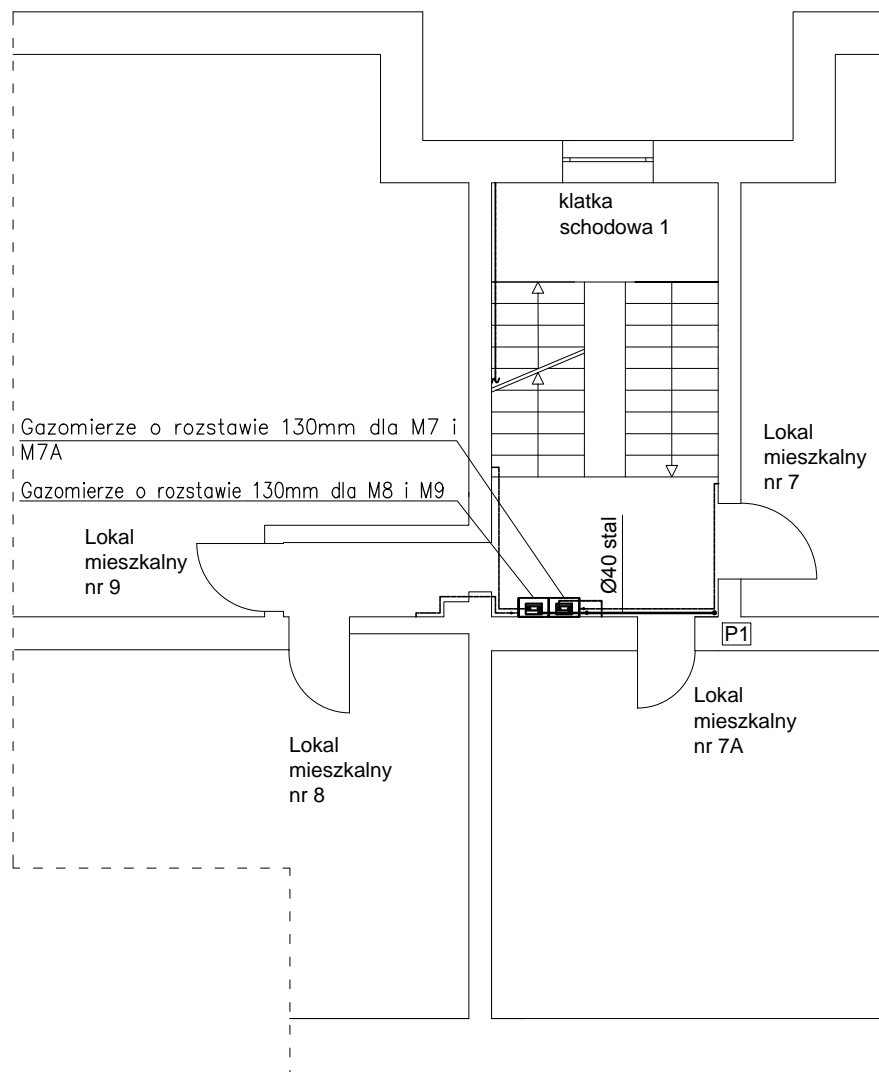 klatka
schodowa 1
Gazomierze o rozstawie 130mm dla M7 i
M7A
Gazomierze o rozstawie 130mm dla M8 i M9
Lokal
mieszkalny
nr 7
Lokal
mieszkalny
nr 9
Ø40 stal
P1
Lokal
mieszkalny
nr 7A
Lokal
mieszkalny
nr 8